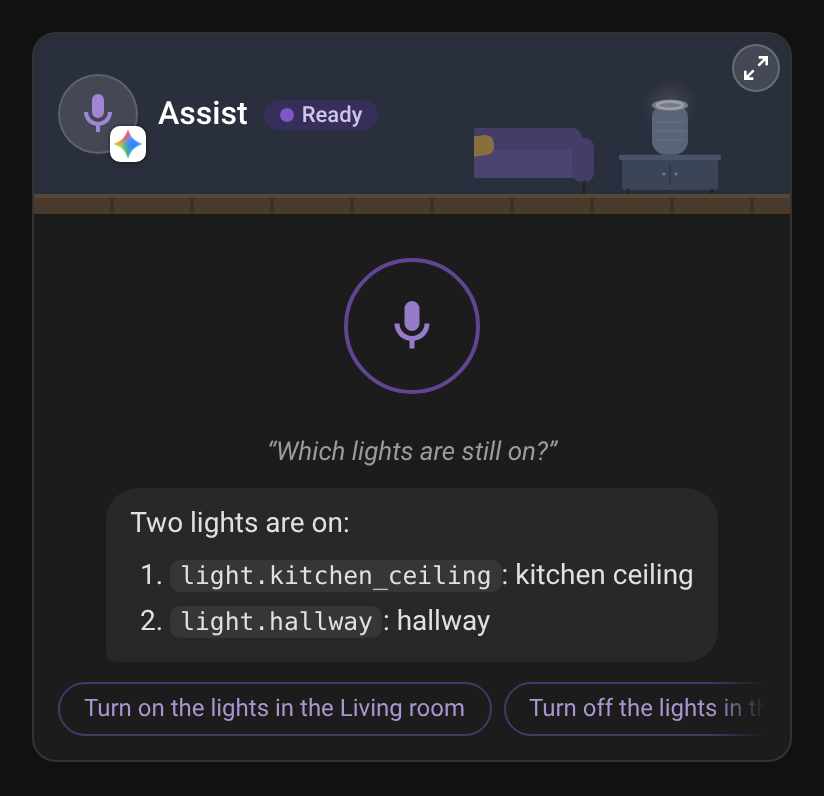 Assist
Ready
“Which lights are still on?”
Two lights are on:
1. light.kitchen_ceiling: kitchen ceiling
2. light.hallway: hallway
Turn on the lights in the Living room
Turn off the lights in